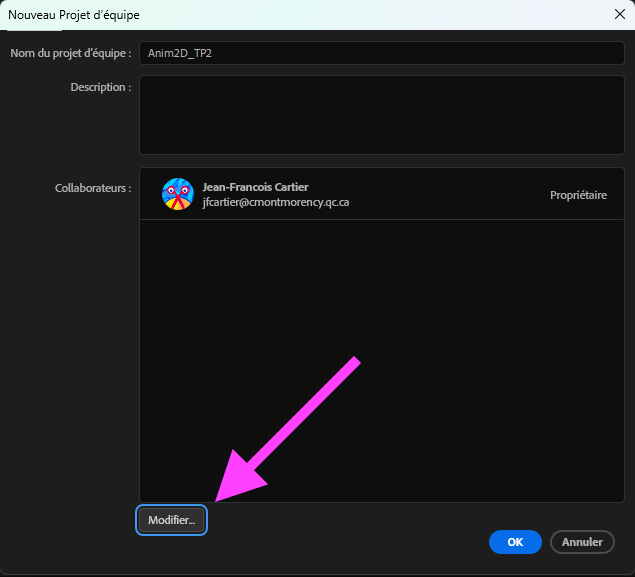 Nouveau Projet d’équipe
Nom du projet d'équipe : Anim2D_TP2
Description :
Collaborateurs :
Jean-Francois Cartier
jfcartier@cmontmorency.qc.ca
Propriétaire
Modifier...
OK
Annuler